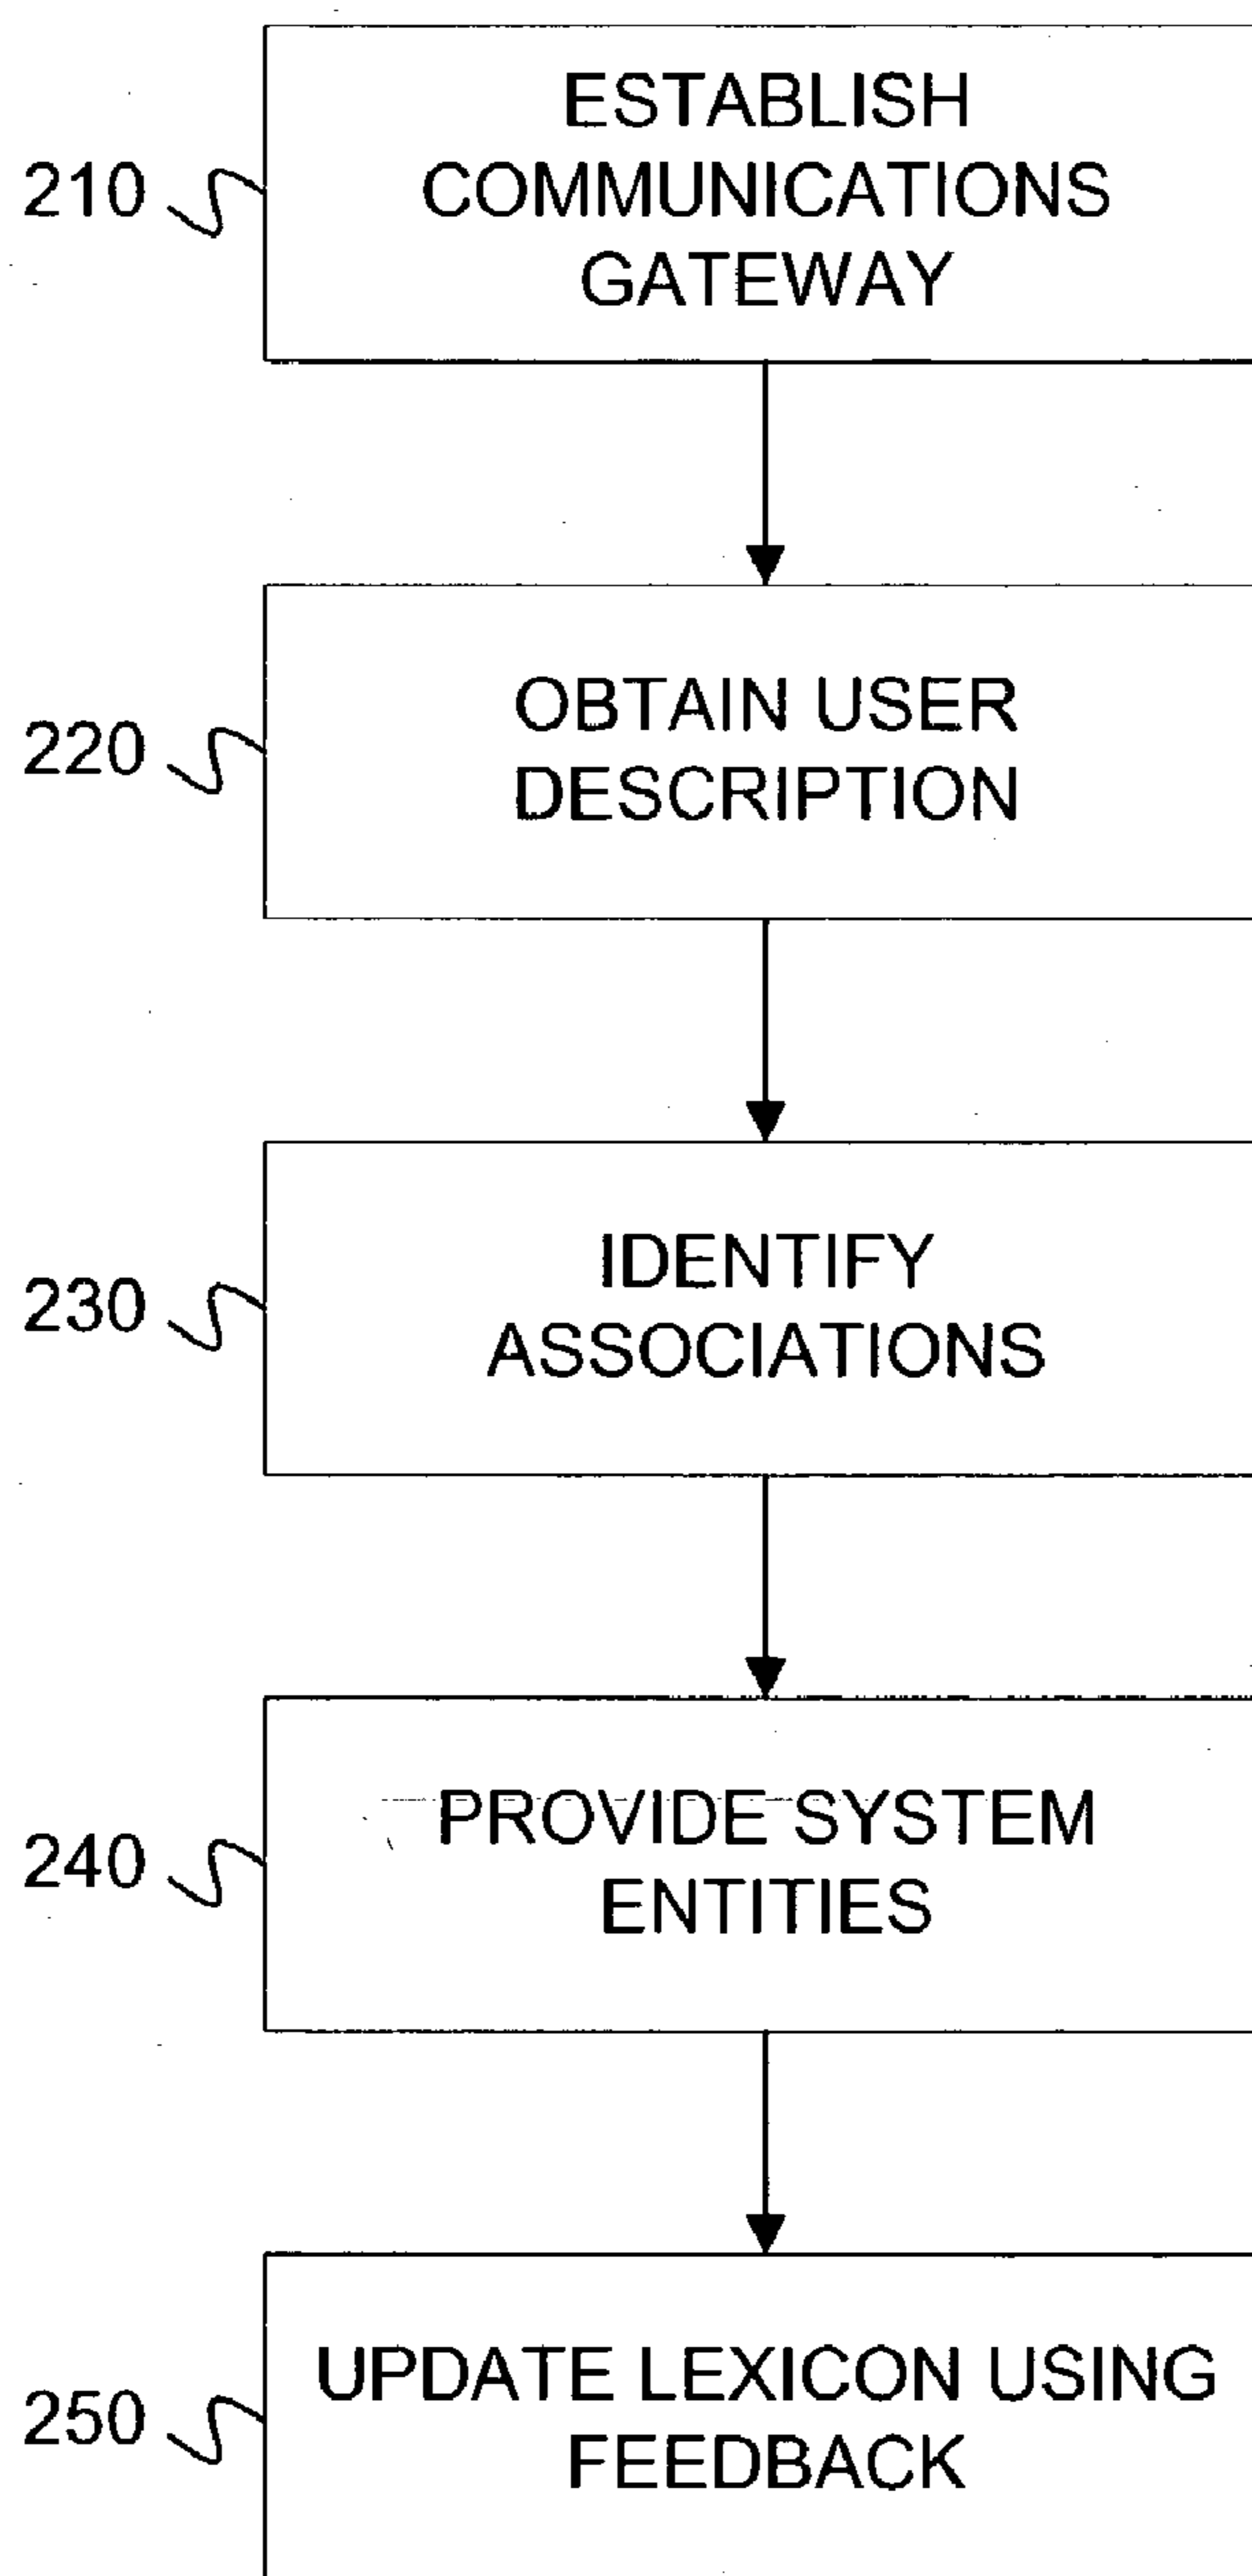 ESTABLISH
COMMUNICATIONS
GATEWAY
210
OBTAIN USER
DESCRIPTION
220
IDENTIFY
ASSOCIATIONS
230
PROVIDE SYSTEM
ENTITIES
240
UPDATE LEXICON USING
FEEDBACK
250